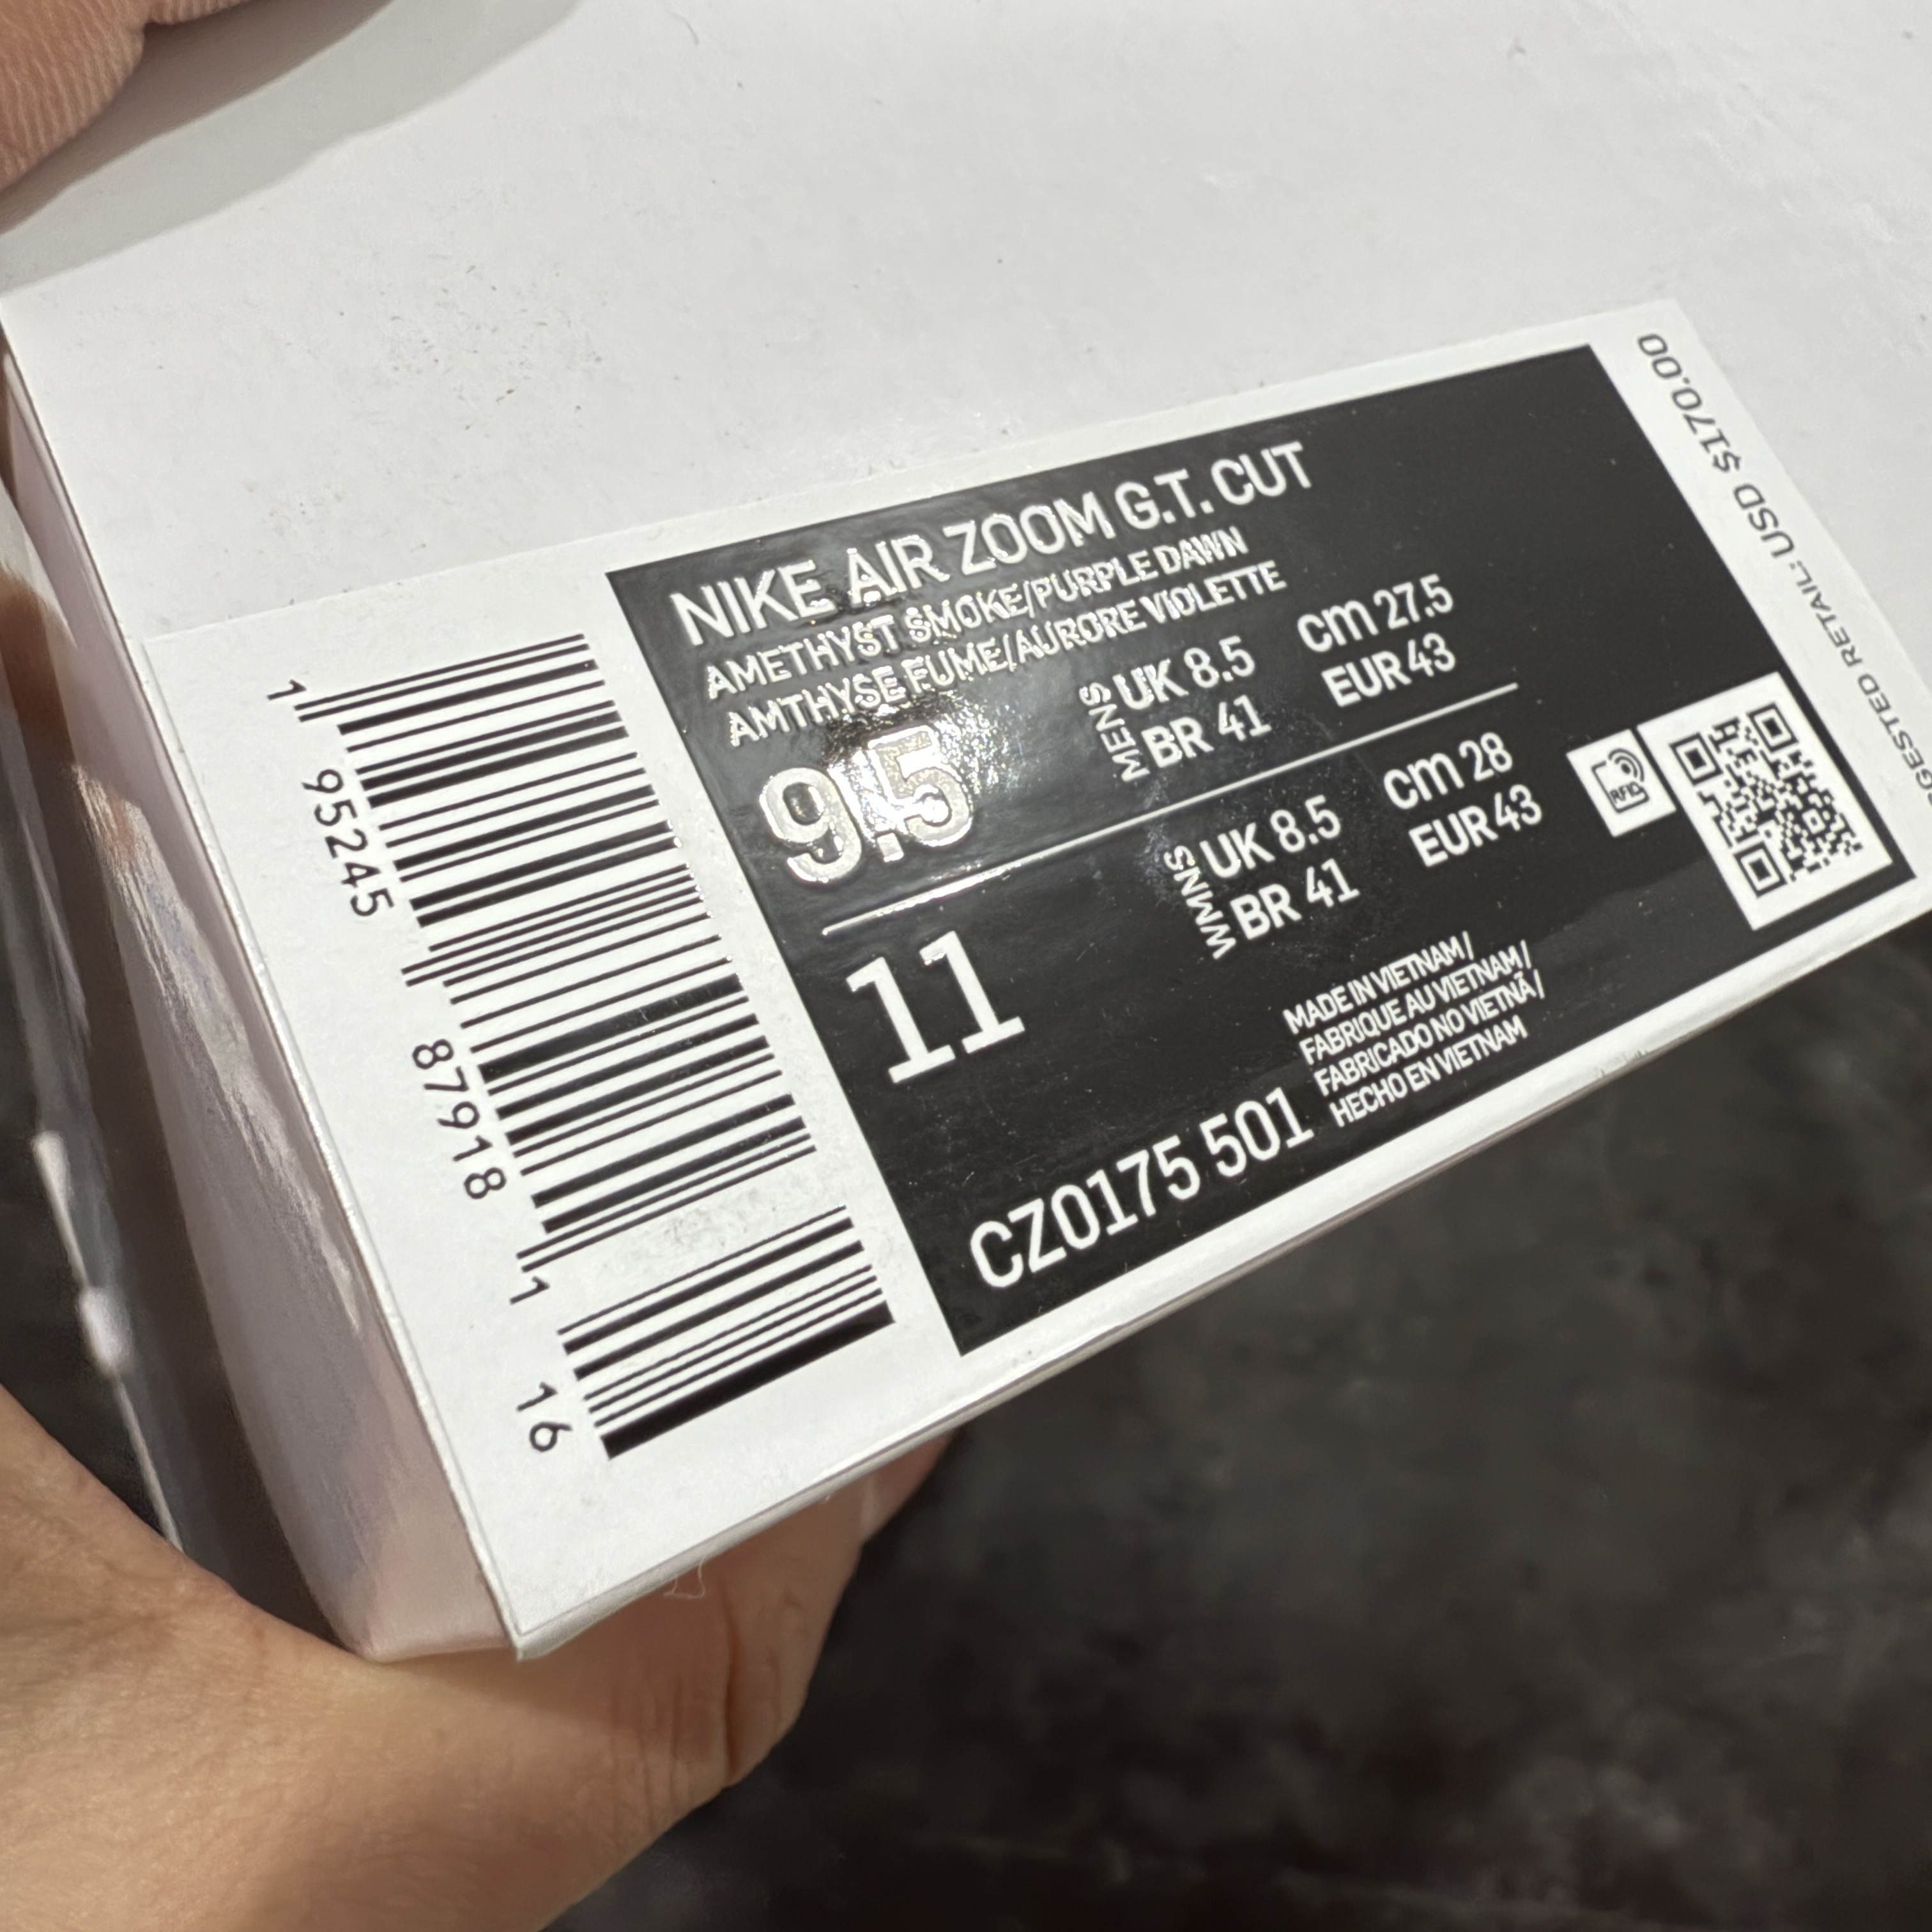 NIKE AIR ZOOM G.T. CUT
AMETHYST SMOKE/PURPLE DAWN
AMTHYSE FUME/AURORE VIOLETTE
9.5
MENS
UK 8.5 cm 27.5
BR 41 EUR 43
11
WMNS
UK 8.5 cm 28
BR 41 EUR 43
CZ0175 501
MADE IN VIETNAM/
FABRIQUE AU VIETNAM/
FABRICADO NO VIETNÃ/
HECHO EN VIETNAM
RFID
RETAIL: USD $170.00
1 95245 87918 1
16